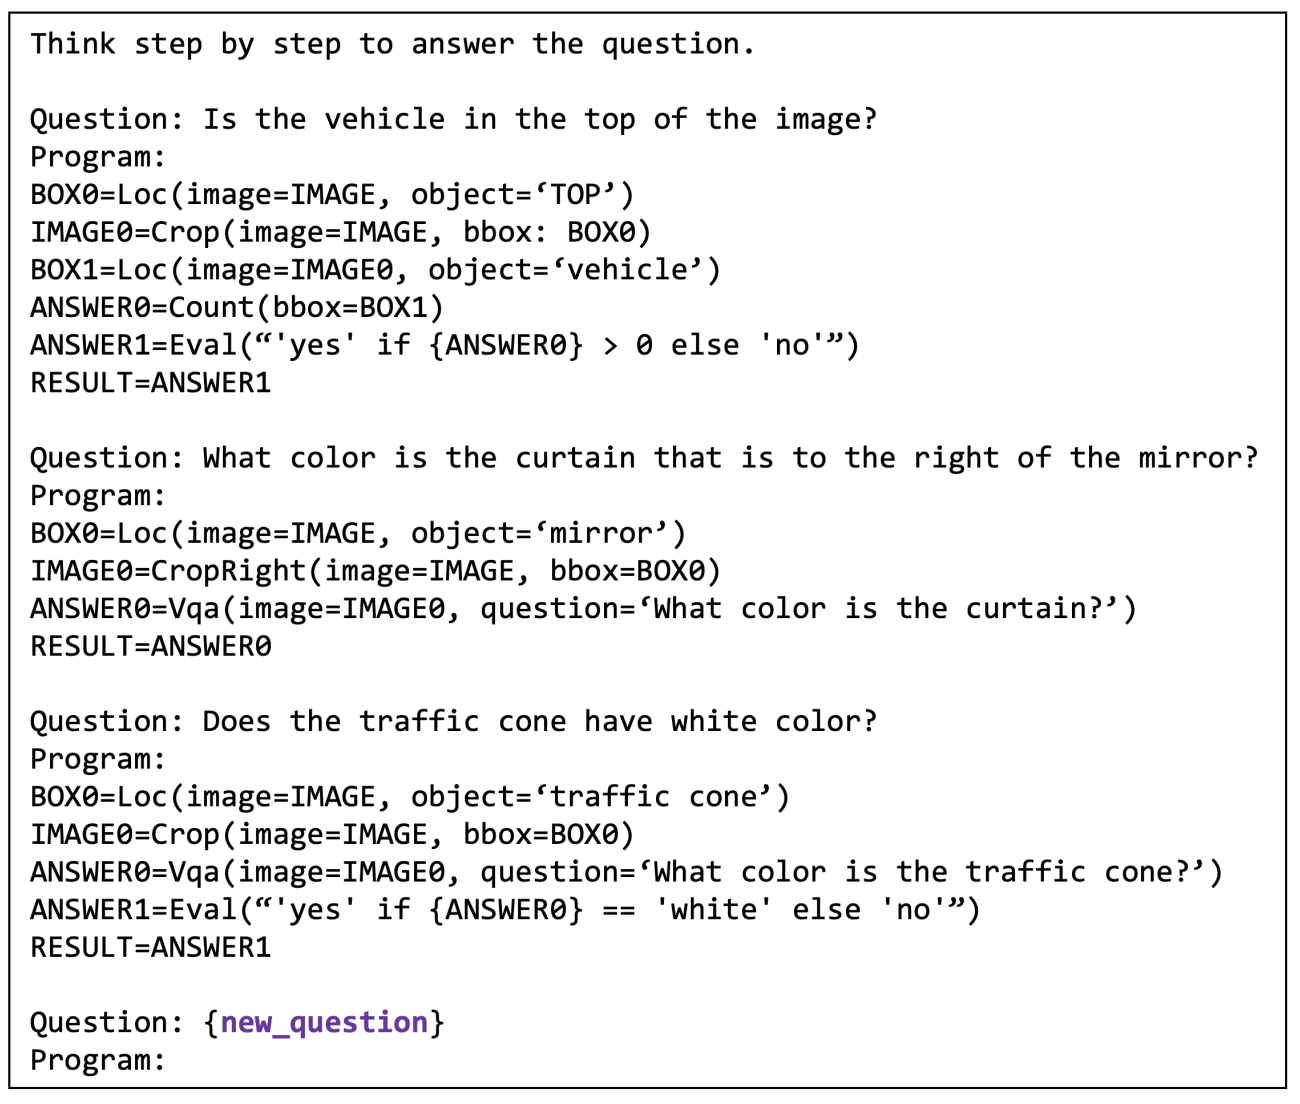 Think step by step to answer the question.
Question: Is the vehicle in the top of the image?
Program:
BOX0=Loc(image=IMAGE, object=‘TOP’)
IMAGE0=Crop(image=IMAGE, bbox: BOX0)
BOX1=Loc(image=IMAGE0, object=‘vehicle’)
ANSWER0=Count(bbox=BOX1)
ANSWER1=Eval(“'yes' if {ANSWER0} > 0 else 'no'”)
RESULT=ANSWER1
Question: What color is the curtain that is to the right of the mirror?
Program:
BOX0=Loc(image=IMAGE, object=‘mirror’)
IMAGE0=CropRight(image=IMAGE, bbox=BOX0)
ANSWER0=Vqa(image=IMAGE0, question=‘What color is the curtain?’)
RESULT=ANSWER0
Question: Does the traffic cone have white color?
Program:
BOX0=Loc(image=IMAGE, object=‘traffic cone’)
IMAGE0=Crop(image=IMAGE, bbox=BOX0)
ANSWER0=Vqa(image=IMAGE0, question=‘What color is the traffic cone?’)
ANSWER1=Eval(“'yes' if {ANSWER0} == 'white' else 'no'”)
RESULT=ANSWER1
Question: {new_question}
Program: